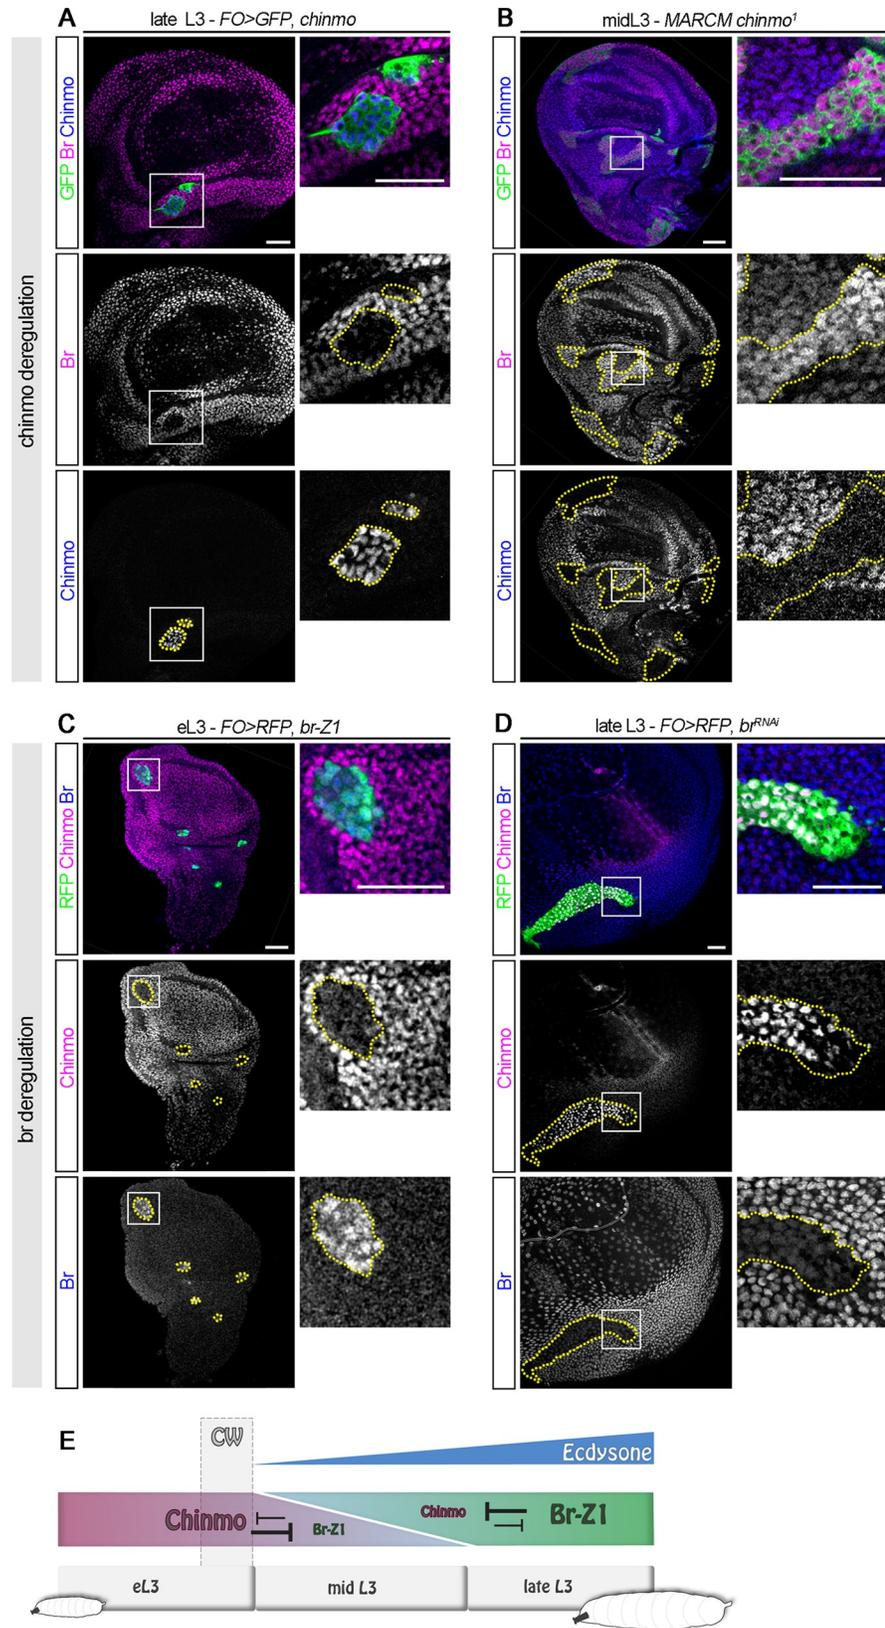 A
late L3 - FO>GFP, chinmo
B
midL3 - MARCM chinmo¹
chinmo deregulation
GFP Br Chinmo
Br
Chinmo
GFP Br Chinmo
Br
Chinmo
C
eL3 - FO>RFP, br-Z1
D
late L3 - FO>RFP, brRNAi
br deregulation
RFP Chinmo Br
Chinmo
Br
RFP Chinmo Br
Chinmo
Br
E
CW
Ecdysone
Chinmo
Br-Z1
Chinmo
Br-Z1
eL3
mid L3
late L3